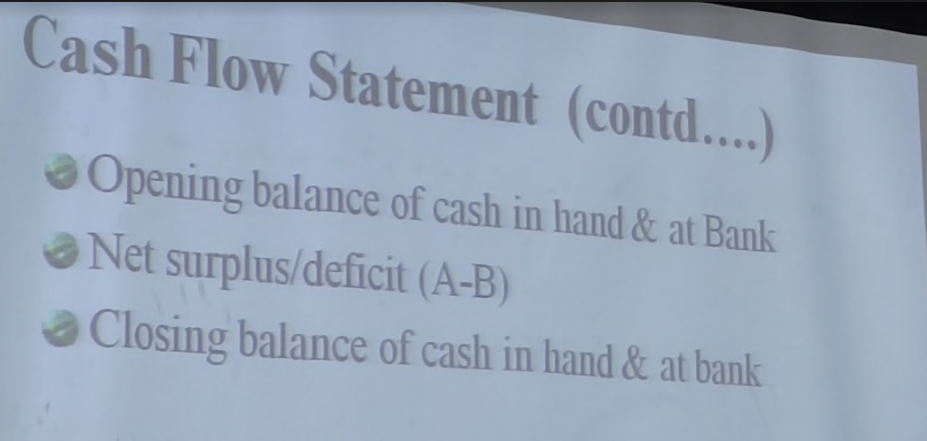 Cash Flow Statement (contd....)
Opening balance of cash in hand & at Bank
Net surplus/deficit (A-B)
Closing balance of cash in hand & at bank